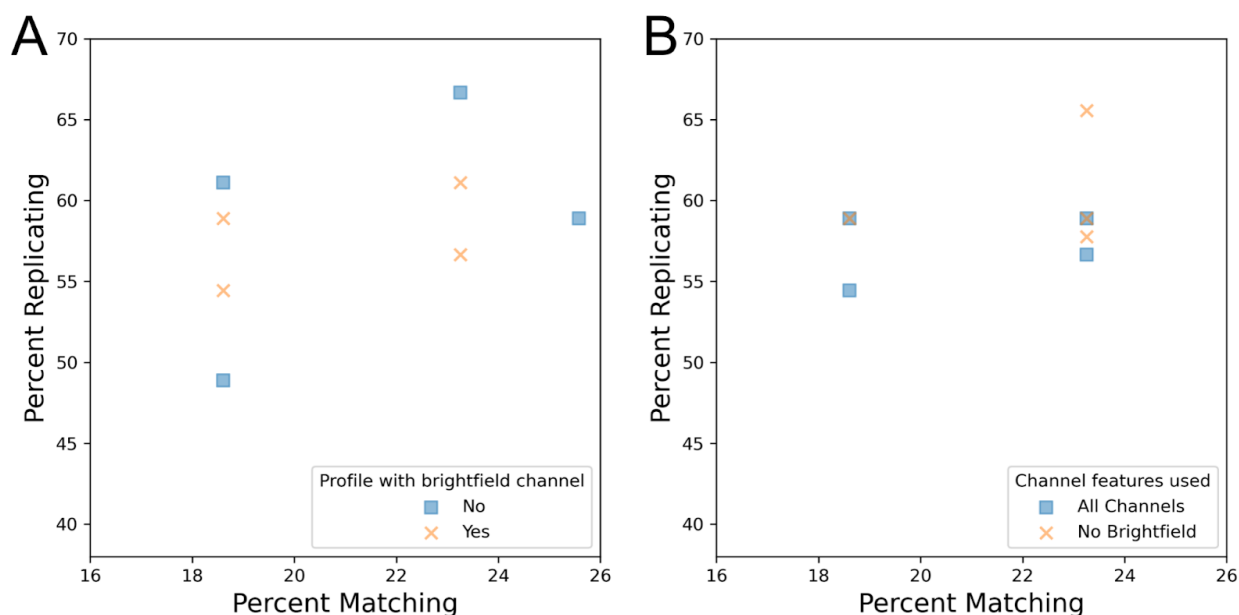 A
70
65
60
55
50
45
40
Percent Replicating
Profile with brightfield channel
No
Yes
16
18
20
22
24
26
Percent Matching
B
70
65
60
55
50
45
40
Percent Replicating
Channel features used
All Channels
No Brightfield
16
18
20
22
24
26
Percent Matching